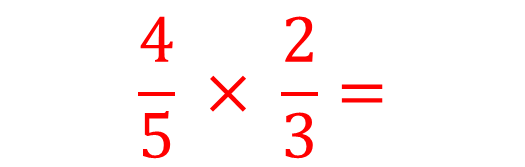 4/5 × 2/3 =